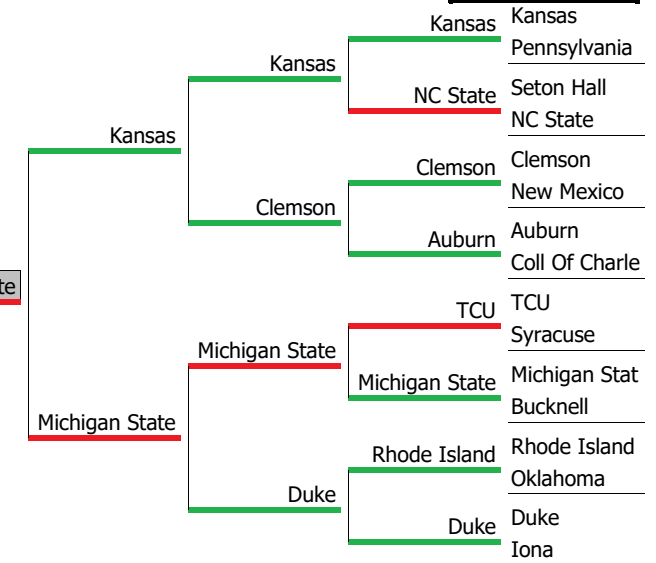 Kansas
Kansas
Pennsylvania
Kansas
NC State
Seton Hall
NC State
Kansas
Clemson
Clemson
New Mexico
Clemson
Auburn
Auburn
Coll Of Charle
te
TCU
TCU
Syracuse
Michigan State
Michigan State
Michigan Stat
Bucknell
Michigan State
Rhode Island
Rhode Island
Oklahoma
Duke
Duke
Duke
Iona